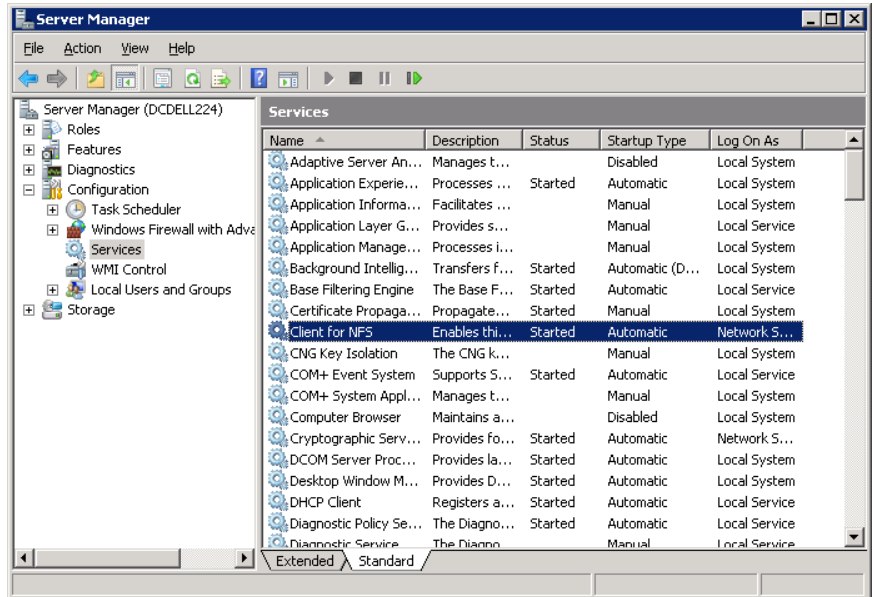 Server Manager
File Action View Help
Server Manager (DCDELL224)
Roles
Features
Diagnostics
Configuration
Task Scheduler
Windows Firewall with Adva
Services
WMI Control
Local Users and Groups
Storage
Services
Name Description Status Startup Type Log On As
Adaptive Server An... Manages t... Disabled Local System
Application Experie... Processes ... Started Automatic Local System
Application Informa... Facilitates ... Manual Local System
Application Layer G... Provides s... Manual Local Service
Application Manage... Processes i... Manual Local System
Background Intellig... Transfers f... Started Automatic (D... Local System
Base Filtering Engine The Base F... Started Automatic Local Service
Certificate Propaga... Propagate... Started Manual Local System
Client for NFS Enables thi... Started Automatic Network S...
CNG Key Isolation The CNG k... Manual Local System
COM+ Event System Supports S... Started Automatic Local Service
COM+ System Appl... Manages t... Manual Local System
Computer Browser Maintains a... Disabled Local System
Cryptographic Serv... Provides fo... Started Automatic Network S...
DCOM Server Proc... Provides la... Started Automatic Local System
Desktop Window M... Provides D... Started Automatic Local System
DHCP Client Registers a... Started Automatic Local Service
Diagnostic Policy Se... The Diagno... Started Automatic Local Service
Diagnostic Service The Diagno Manual Local Service
Extended Standard